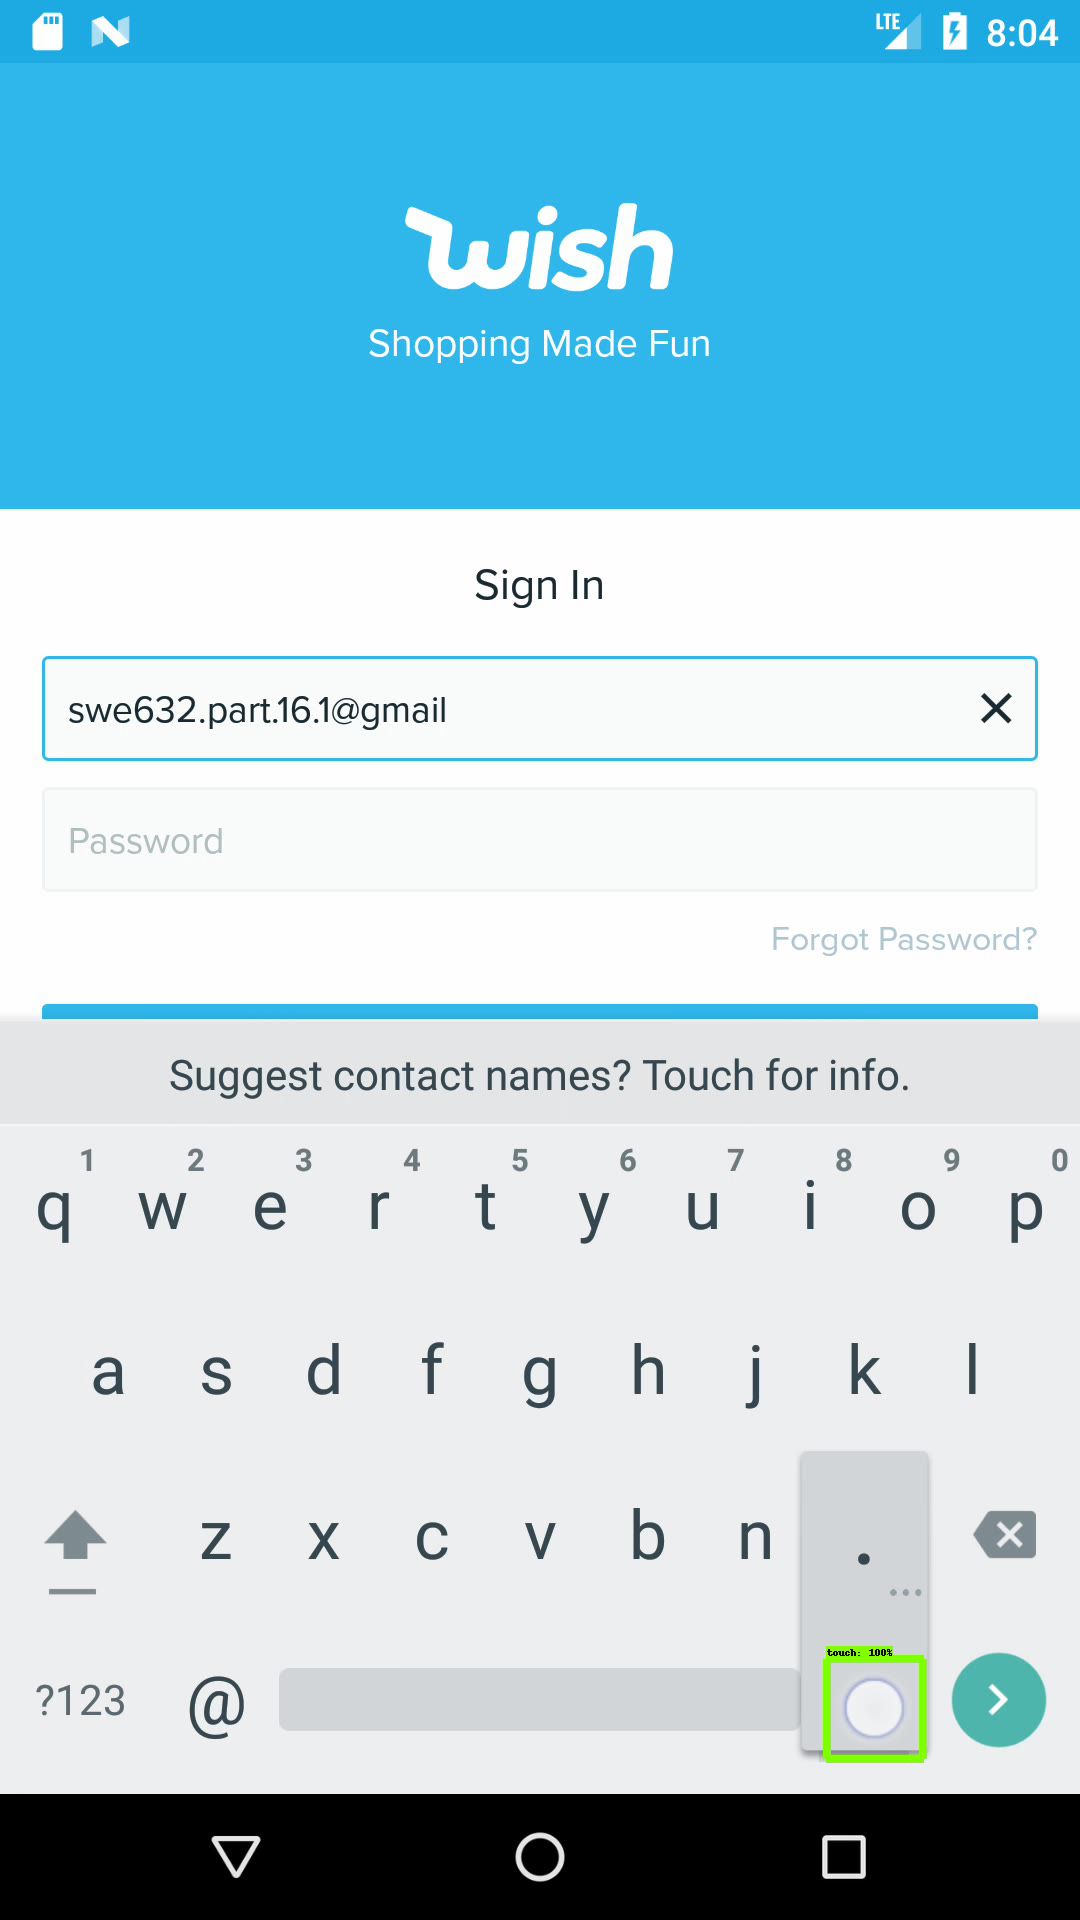 LTE 8:04
wish
Shopping Made Fun
Sign In
swe632.part.16.1@gmail
Password
Forgot Password?
Suggest contact names? Touch for info.
1 2 3 4 5 6 7 8 9 0
q w e r t y u i o p
a s d f g h j k l
z x c v b n .
...
touch: 100%
?123 @